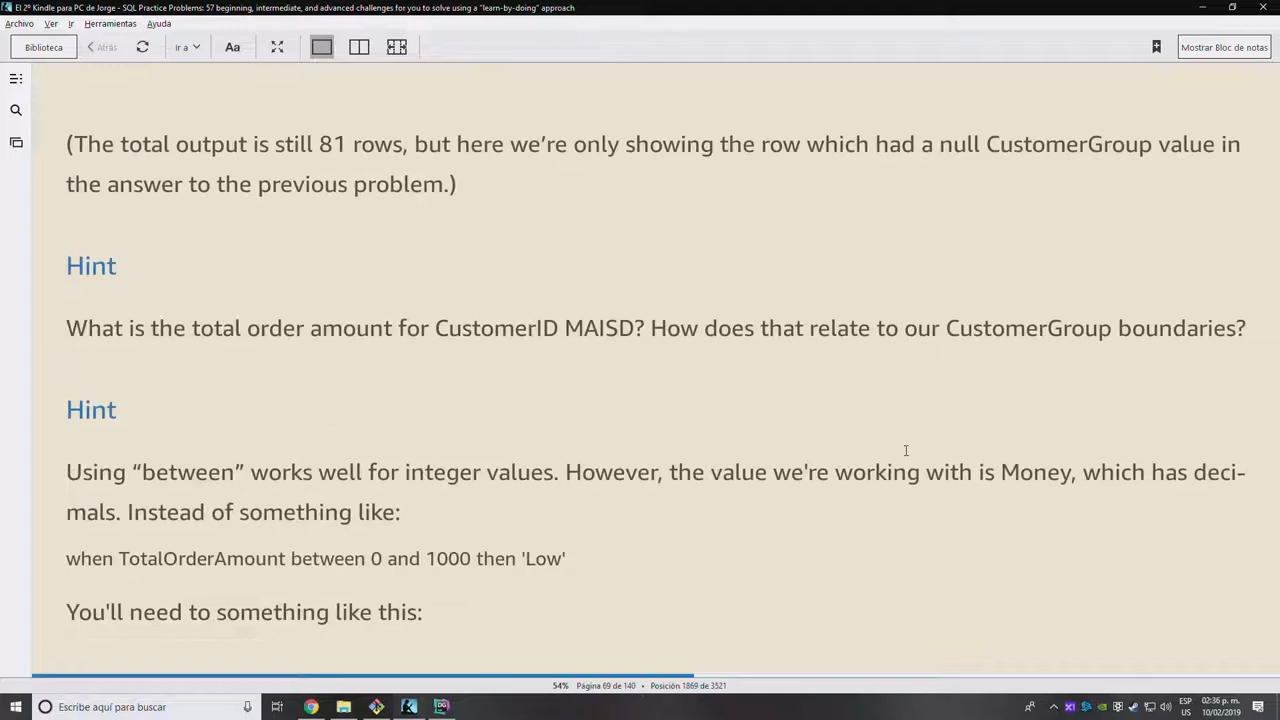 El 2º Kindle para PC de Jorge - SQL Practice Problems: 57 beginning, intermediate, and advanced challenges for you to solve using a "learn-by-doing" approach
Archivo Ver Ir Herramientas Ayuda
Biblioteca Atrás Ir a Aa Mostrar Bloc de notas
(The total output is still 81 rows, but here we’re only showing the row which had a null CustomerGroup value in
the answer to the previous problem.)
Hint
What is the total order amount for CustomerID MAISD? How does that relate to our CustomerGroup boundaries?
Hint
Using “between” works well for integer values. However, the value we're working with is Money, which has deci-
mals. Instead of something like:
when TotalOrderAmount between 0 and 1000 then 'Low'
You'll need to something like this:
54% Página 69 de 140 • Posición 1869 de 3521
Escribe aquí para buscar
ESP 02:36 p. m.
US 10/02/2019